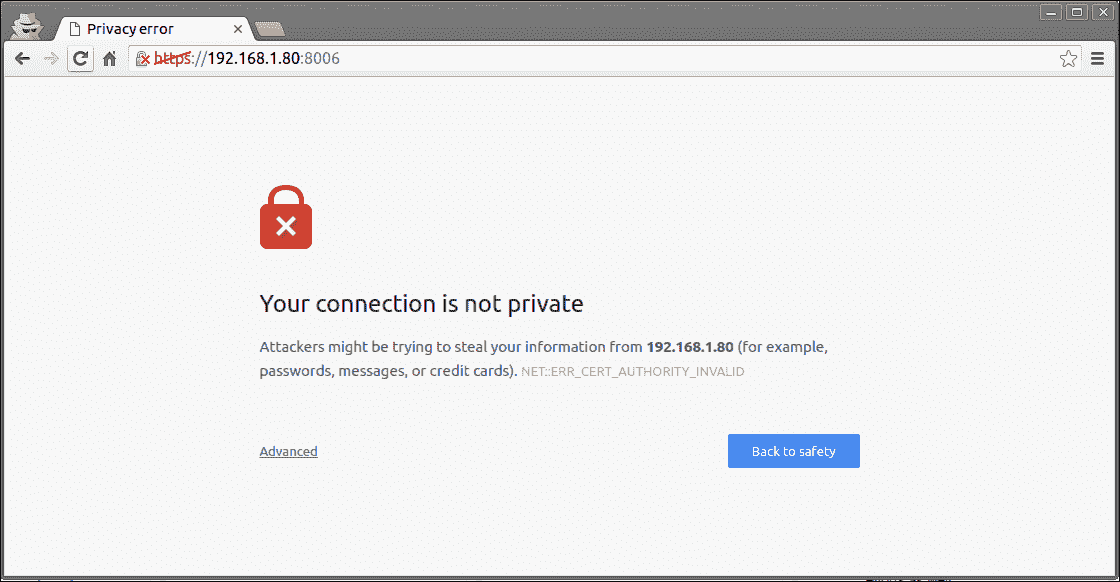 Privacy error
https://192.168.1.80:8006
Your connection is not private
Attackers might be trying to steal your information from 192.168.1.80 (for example,
passwords, messages, or credit cards). NET::ERR_CERT_AUTHORITY_INVALID
Advanced
Back to safety